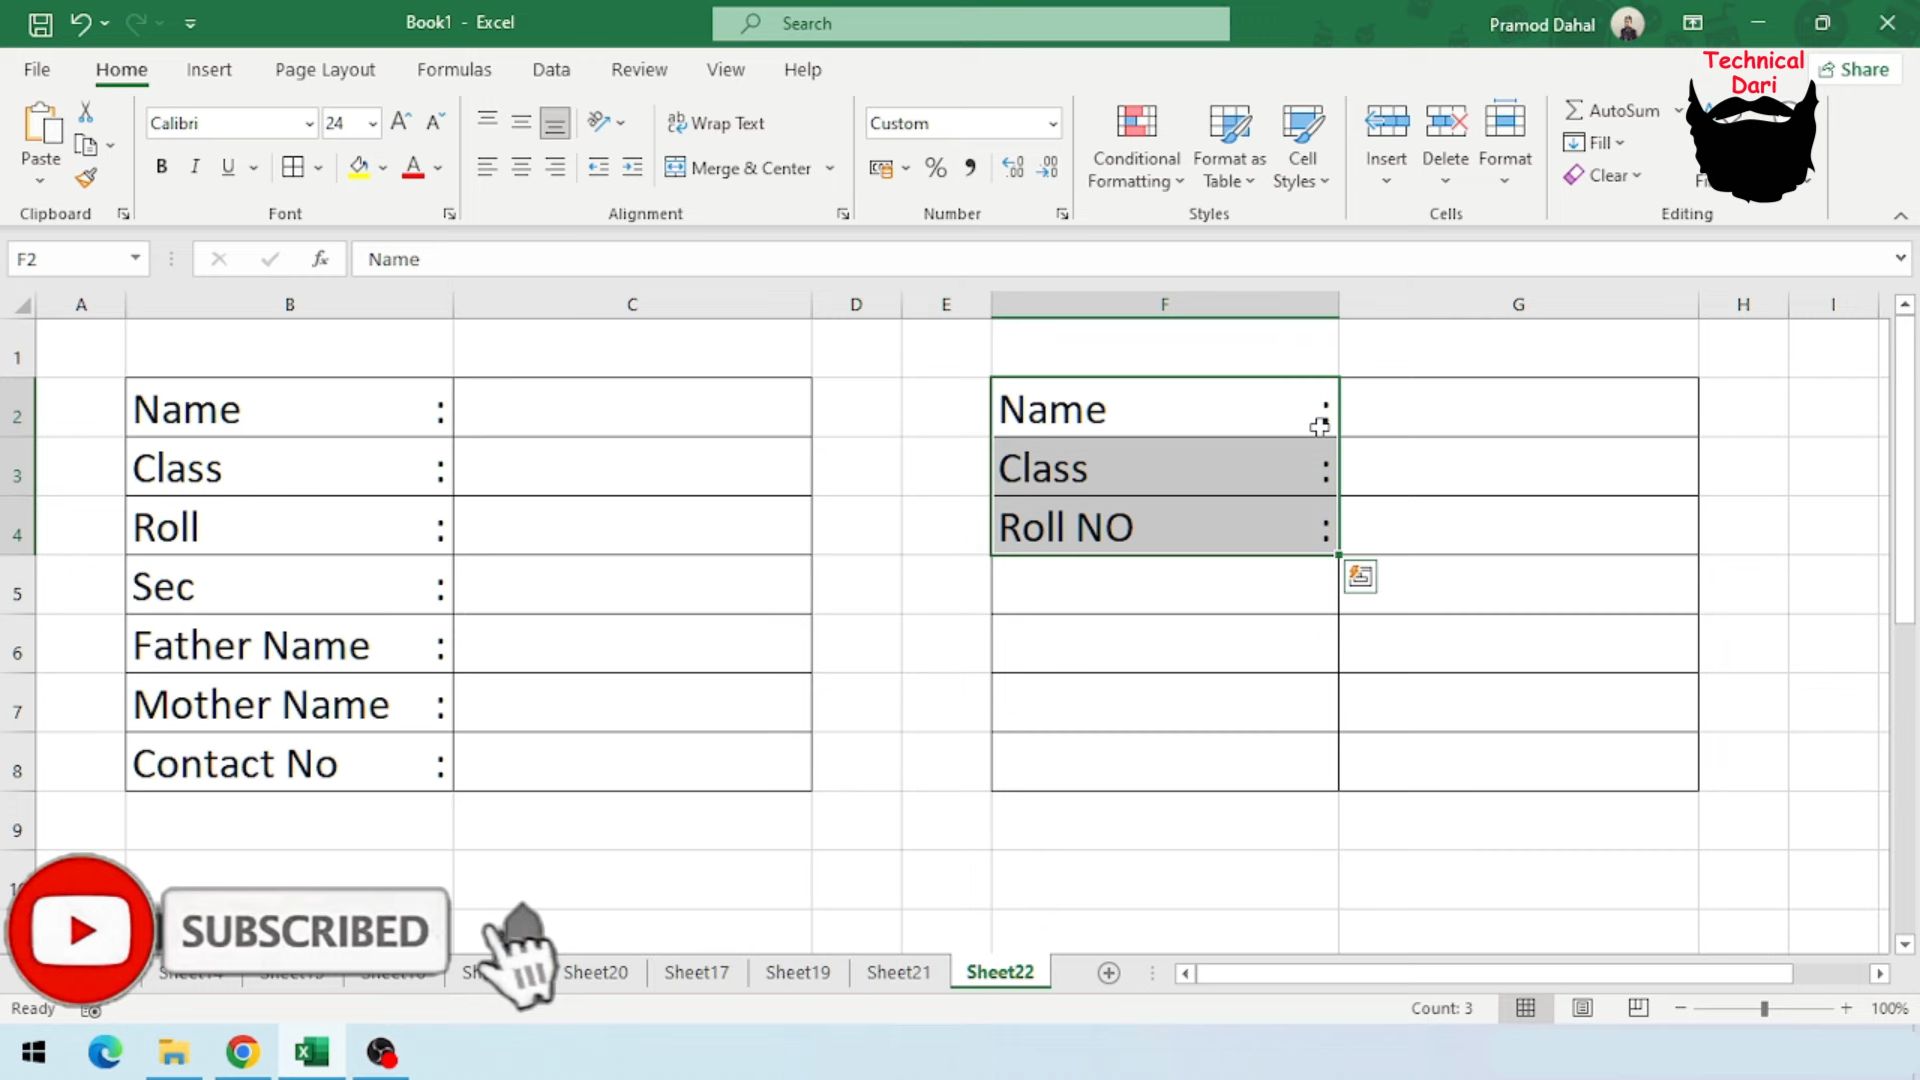 Book1 - Excel
Search
Pramod Dahal
File Home Insert Page Layout Formulas Data Review View Help
Technical
Dari
Share
Calibri 24
Wrap Text
Custom
AutoSum
Paste
B I U
Merge & Center
Conditional Formatting
Format as Table
Cell Styles
Insert
Delete
Format
Fill
Clear
Clipboard Font Alignment Number Styles Cells Editing
F2 fx Name
A B C D E F G H I
1
2 Name : Name :
3 Class : Class :
4 Roll : Roll NO :
5 Sec :
6 Father Name :
7 Mother Name :
8 Contact No :
9
SUBSCRIBED
Sheet20 Sheet17 Sheet19 Sheet21 Sheet22
Ready
Count: 3
100%